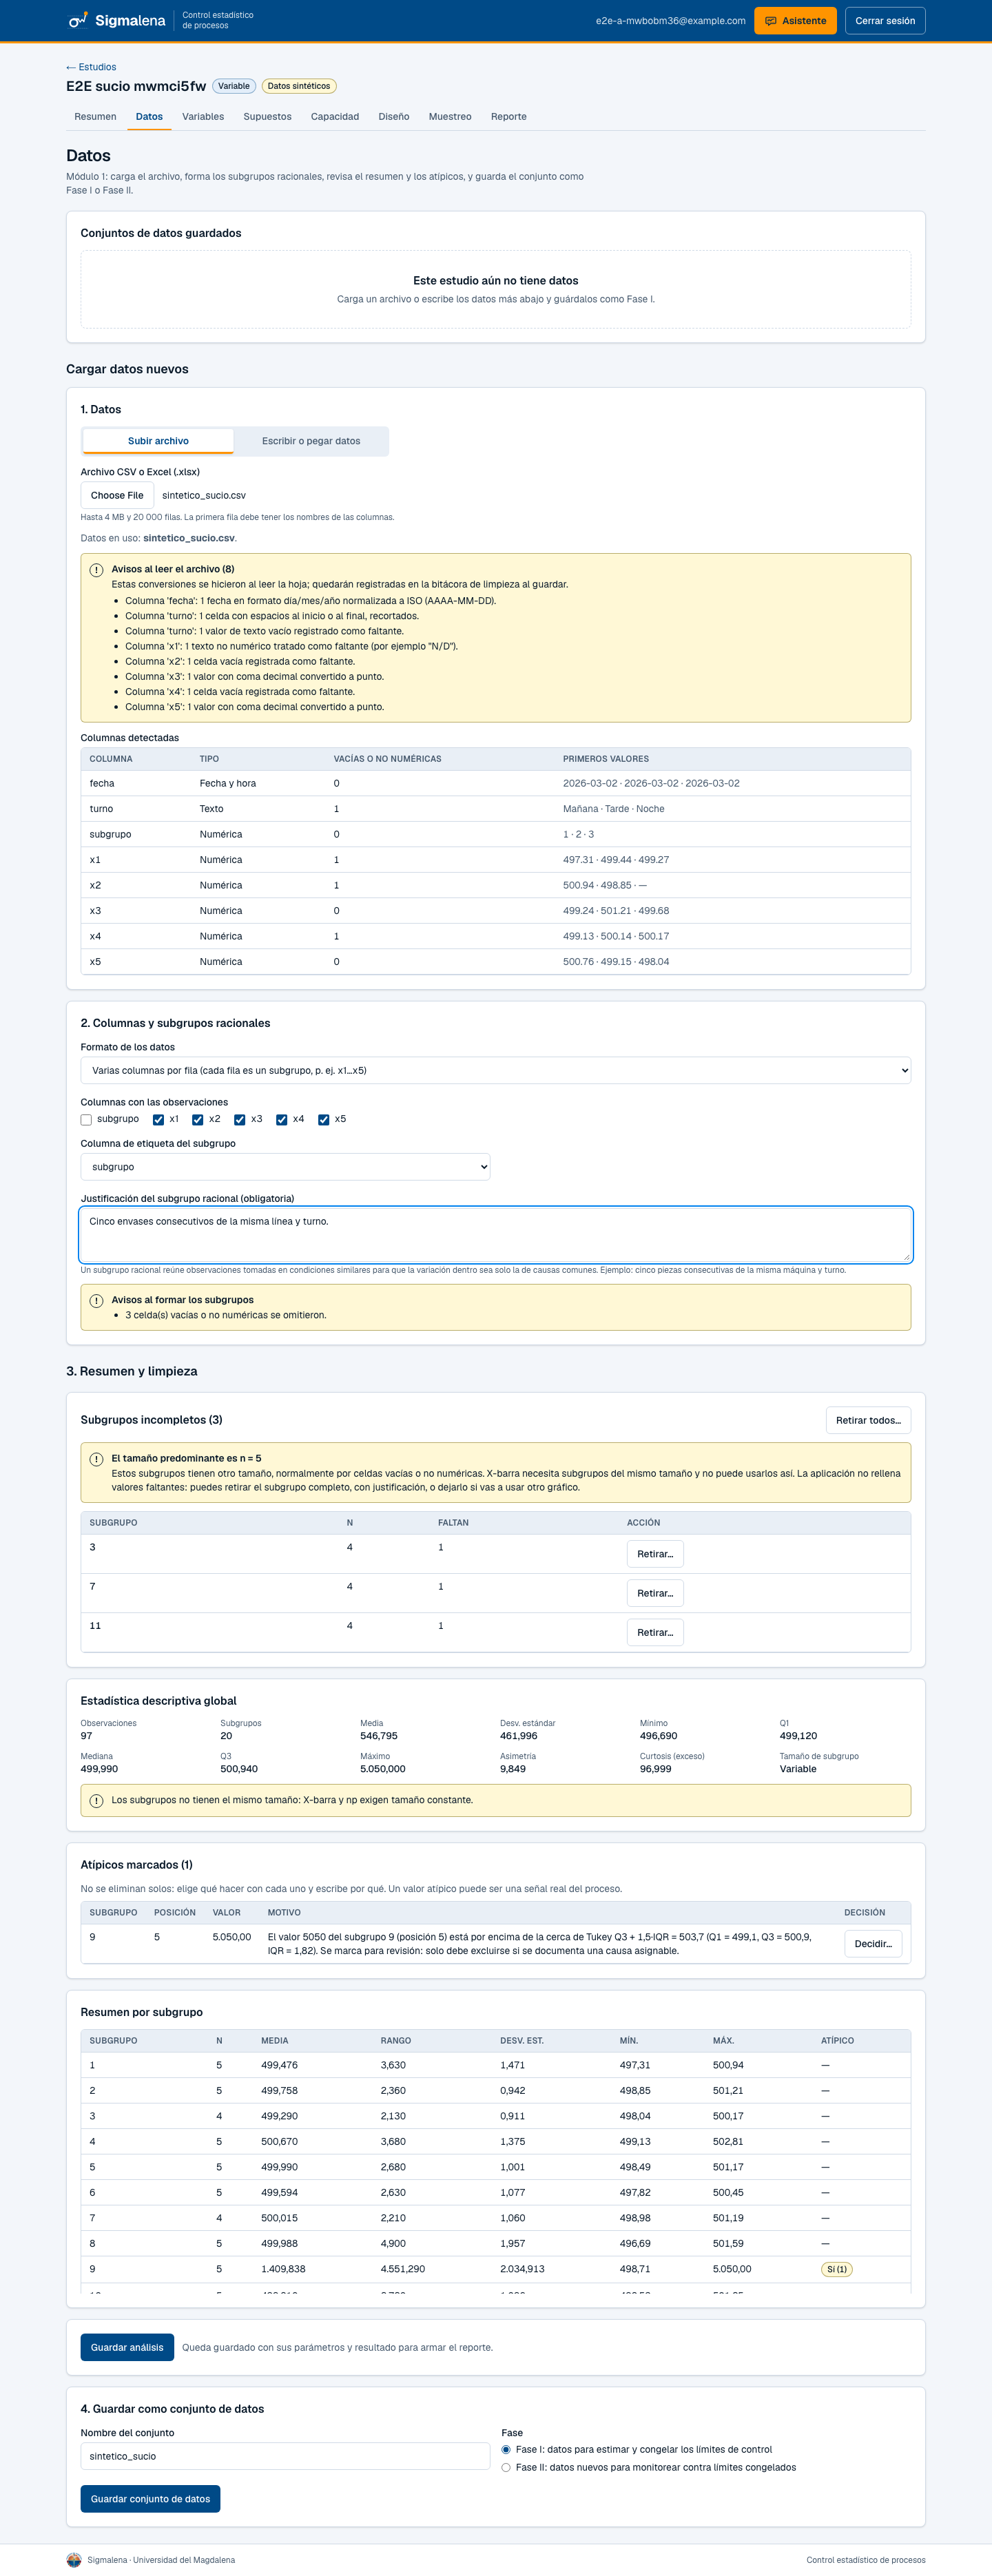 Sigmalena
Control estadístico
de procesos
e2e-a-mwbobm36@example.com
Asistente
Cerrar sesión
← Estudios
E2E sucio mwmci5fw Variable Datos sintéticos
Resumen Datos Variables Supuestos Capacidad Diseño Muestreo Reporte
Datos
Módulo 1: carga el archivo, forma los subgrupos racionales, revisa el resumen y los atípicos, y guarda el conjunto como
Fase I o Fase II.
Conjuntos de datos guardados
Este estudio aún no tiene datos
Carga un archivo o escribe los datos más abajo y guárdalos como Fase I.
Cargar datos nuevos
1. Datos
Subir archivo Escribir o pegar datos
Archivo CSV o Excel (.xlsx)
Choose File sintetico_sucio.csv
Hasta 4 MB y 20 000 filas. La primera fila debe tener los nombres de las columnas.
Datos en uso: sintetico_sucio.csv.
! Avisos al leer el archivo (8)
Estas conversiones se hicieron al leer la hoja; quedarán registradas en la bitácora de limpieza al guardar.
• Columna 'fecha': 1 fecha en formato día/mes/año normalizada a ISO (AAAA-MM-DD).
• Columna 'turno': 1 celda con espacios al inicio o al final, recortados.
• Columna 'turno': 1 valor de texto vacío registrado como faltante.
• Columna 'x1': 1 texto no numérico tratado como faltante (por ejemplo "N/D").
• Columna 'x2': 1 celda vacía registrada como faltante.
• Columna 'x3': 1 valor con coma decimal convertido a punto.
• Columna 'x4': 1 celda vacía registrada como faltante.
• Columna 'x5': 1 valor con coma decimal convertido a punto.
Columnas detectadas
COLUMNA TIPO VACÍAS O NO NUMÉRICAS PRIMEROS VALORES
fecha Fecha y hora 0 2026-03-02 · 2026-03-02 · 2026-03-02
turno Texto 1 Mañana · Tarde · Noche
subgrupo Numérica 0 1 · 2 · 3
x1 Numérica 1 497.31 · 499.44 · 499.27
x2 Numérica 1 500.94 · 498.85 · —
x3 Numérica 0 499.24 · 501.21 · 499.68
x4 Numérica 1 499.13 · 500.14 · 500.17
x5 Numérica 0 500.76 · 499.15 · 498.04
2. Columnas y subgrupos racionales
Formato de los datos
Varias columnas por fila (cada fila es un subgrupo, p. ej. x1…x5)
Columnas con las observaciones
subgrupo x1 x2 x3 x4 x5
Columna de etiqueta del subgrupo
subgrupo
Justificación del subgrupo racional (obligatoria)
Cinco envases consecutivos de la misma línea y turno.
Un subgrupo racional reúne observaciones tomadas en condiciones similares para que la variación dentro sea solo la de causas comunes. Ejemplo: cinco piezas consecutivas de la misma máquina y turno.
! Avisos al formar los subgrupos
• 3 celda(s) vacías o no numéricas se omitieron.
3. Resumen y limpieza
Subgrupos incompletos (3) Retirar todos…
! El tamaño predominante es n = 5
Estos subgrupos tienen otro tamaño, normalmente por celdas vacías o no numéricas. X-barra necesita subgrupos del mismo tamaño y no puede usarlos así. La aplicación no rellena
valores faltantes: puedes retirar el subgrupo completo, con justificación, o dejarlo si vas a usar otro gráfico.
SUBGRUPO N FALTAN ACCIÓN
3 4 1 Retirar…
7 4 1 Retirar…
11 4 1 Retirar…
Estadística descriptiva global
Observaciones Subgrupos Media Desv. estándar Mínimo Q1
97 20 546,795 461,996 496,690 499,120
Mediana Q3 Máximo Asimetría Curtosis (exceso) Tamaño de subgrupo
499,990 500,940 5.050,000 9,849 96,999 Variable
! Los subgrupos no tienen el mismo tamaño: X-barra y np exigen tamaño constante.
Atípicos marcados (1)
No se eliminan solos: elige qué hacer con cada uno y escribe por qué. Un valor atípico puede ser una señal real del proceso.
SUBGRUPO POSICIÓN VALOR MOTIVO DECISIÓN
9 5 5.050,00 El valor 5050 del subgrupo 9 (posición 5) está por encima de la cerca de Tukey Q3 + 1,5·IQR = 503,7 (Q1 = 499,1, Q3 = 500,9,
IQR = 1,82). Se marca para revisión: solo debe excluirse si se documenta una causa asignable.
Decidir…
Resumen por subgrupo
SUBGRUPO N MEDIA RANGO DESV. EST. MÍN. MÁX. ATÍPICO
1 5 499,476 3,630 1,471 497,31 500,94 —
2 5 499,758 2,360 0,942 498,85 501,21 —
3 4 499,290 2,130 0,911 498,04 500,17 —
4 5 500,670 3,680 1,375 499,13 502,81 —
5 5 499,990 2,680 1,001 498,49 501,17 —
6 5 499,594 2,630 1,077 497,82 500,45 —
7 4 500,015 2,210 1,060 498,98 501,19 —
8 5 499,988 4,900 1,957 496,69 501,59 —
9 5 1.409,838 4.551,290 2.034,913 498,71 5.050,00 Sí (1)
Guardar análisis Queda guardado con sus parámetros y resultado para armar el reporte.
4. Guardar como conjunto de datos
Nombre del conjunto Fase
sintetico_sucio
Fase I: datos para estimar y congelar los límites de control
Fase II: datos nuevos para monitorear contra límites congelados
Guardar conjunto de datos
Sigmalena · Universidad del Magdalena Control estadístico de procesos